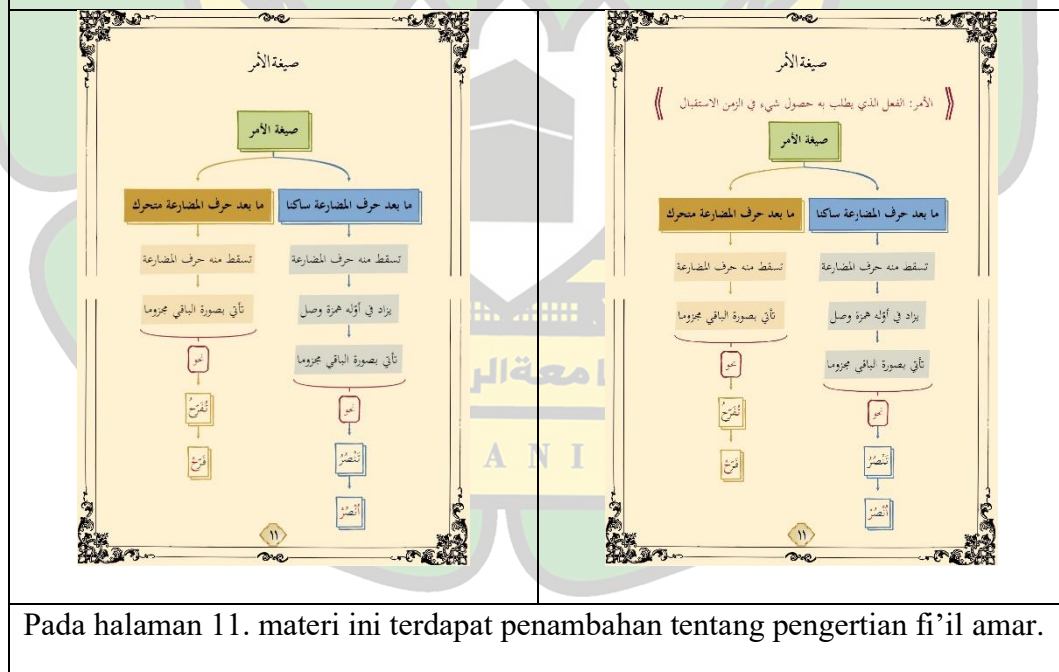 صيغة الأمر
صيغة الأمر
ما بعد حرف المضارعة ساكنا
ما بعد حرف المضارعة متحرك
تسقط منه حرف المضارعة
تسقط منه حرف المضارعة
يزاد في أوّله همزة وصل
تأتي بصورة الباقي مجزوما
تأتي بصورة الباقي مجزوما
نحو
نحو
تُفَرِّحُ
تَنْصُرُ
فَرِّحْ
اُنْصُرْ
١١
صيغة الأمر
الأمر: الفعل الذي يطلب به حصول شيء في الزمن الاستقبال
صيغة الأمر
ما بعد حرف المضارعة ساكنا
ما بعد حرف المضارعة متحرك
تسقط منه حرف المضارعة
تسقط منه حرف المضارعة
يزاد في أوّله همزة وصل
تأتي بصورة الباقي مجزوما
تأتي بصورة الباقي مجزوما
نحو
نحو
تُفَرِّحُ
تَنْصُرُ
فَرِّحْ
اُنْصُرْ
١١
A N I
Pada halaman 11. materi ini terdapat penambahan tentang pengertian fi’il amar.